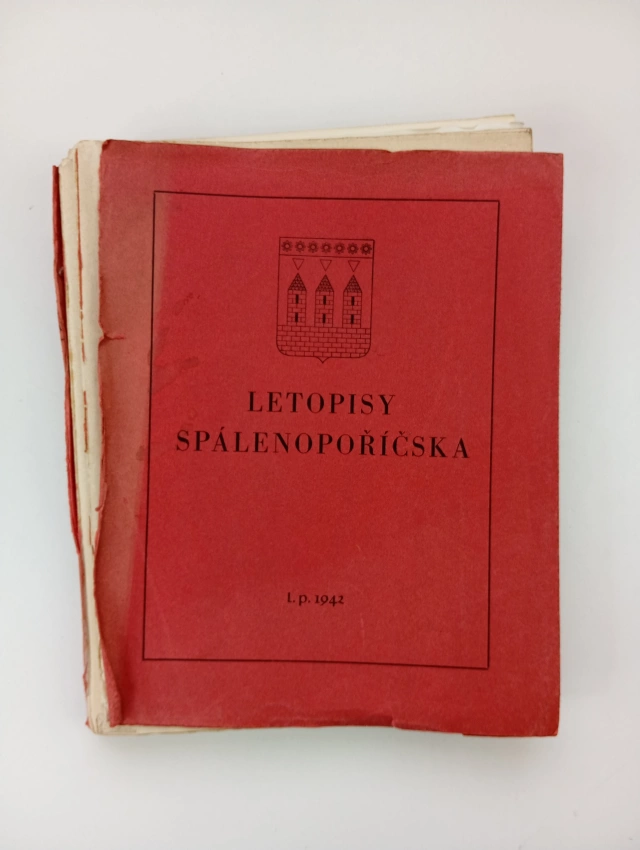 LETOPISY
SPÁLENOPOŘÍČSKA
l. p. 1942